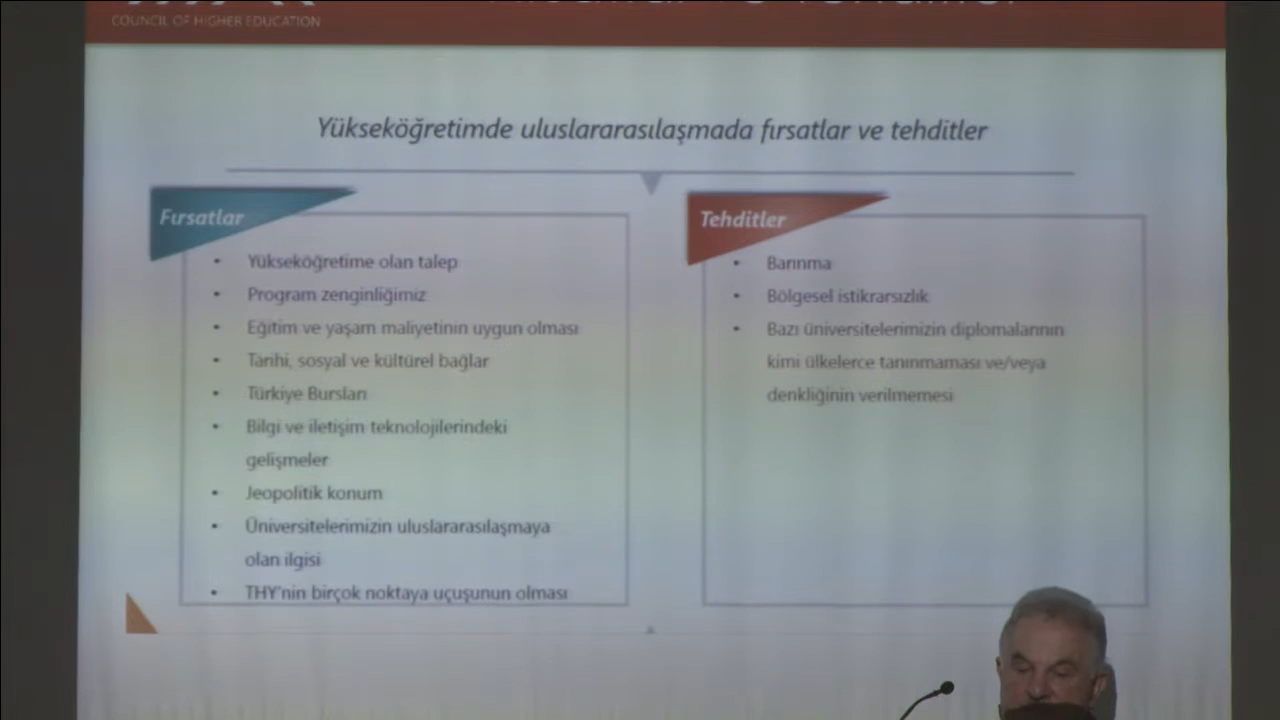 COUNCIL OF HIGHER EDUCATION
Yükseköğretimde uluslararasılaşmada fırsatlar ve tehditler
Fırsatlar
• Yükseköğretime olan talep
• Program zenginliğimiz
• Eğitim ve yaşam maliyetinin uygun olması
• Tarihi, sosyal ve kültürel bağlar
• Türkiye Bursları
• Bilgi ve iletişim teknolojilerindeki
gelişmeler
• Jeopolitik konum
• Üniversitelerimizin uluslararasılaşmaya
olan ilgisi
• THY'nin birçok noktaya uçuşunun olması
Tehditler
• Barınma
• Bölgesel istikrarsızlık
• Bazı üniversitelerimizin diplomalarının
kimi ülkelerce tanınmaması ve/veya
denkliğinin verilmemesi